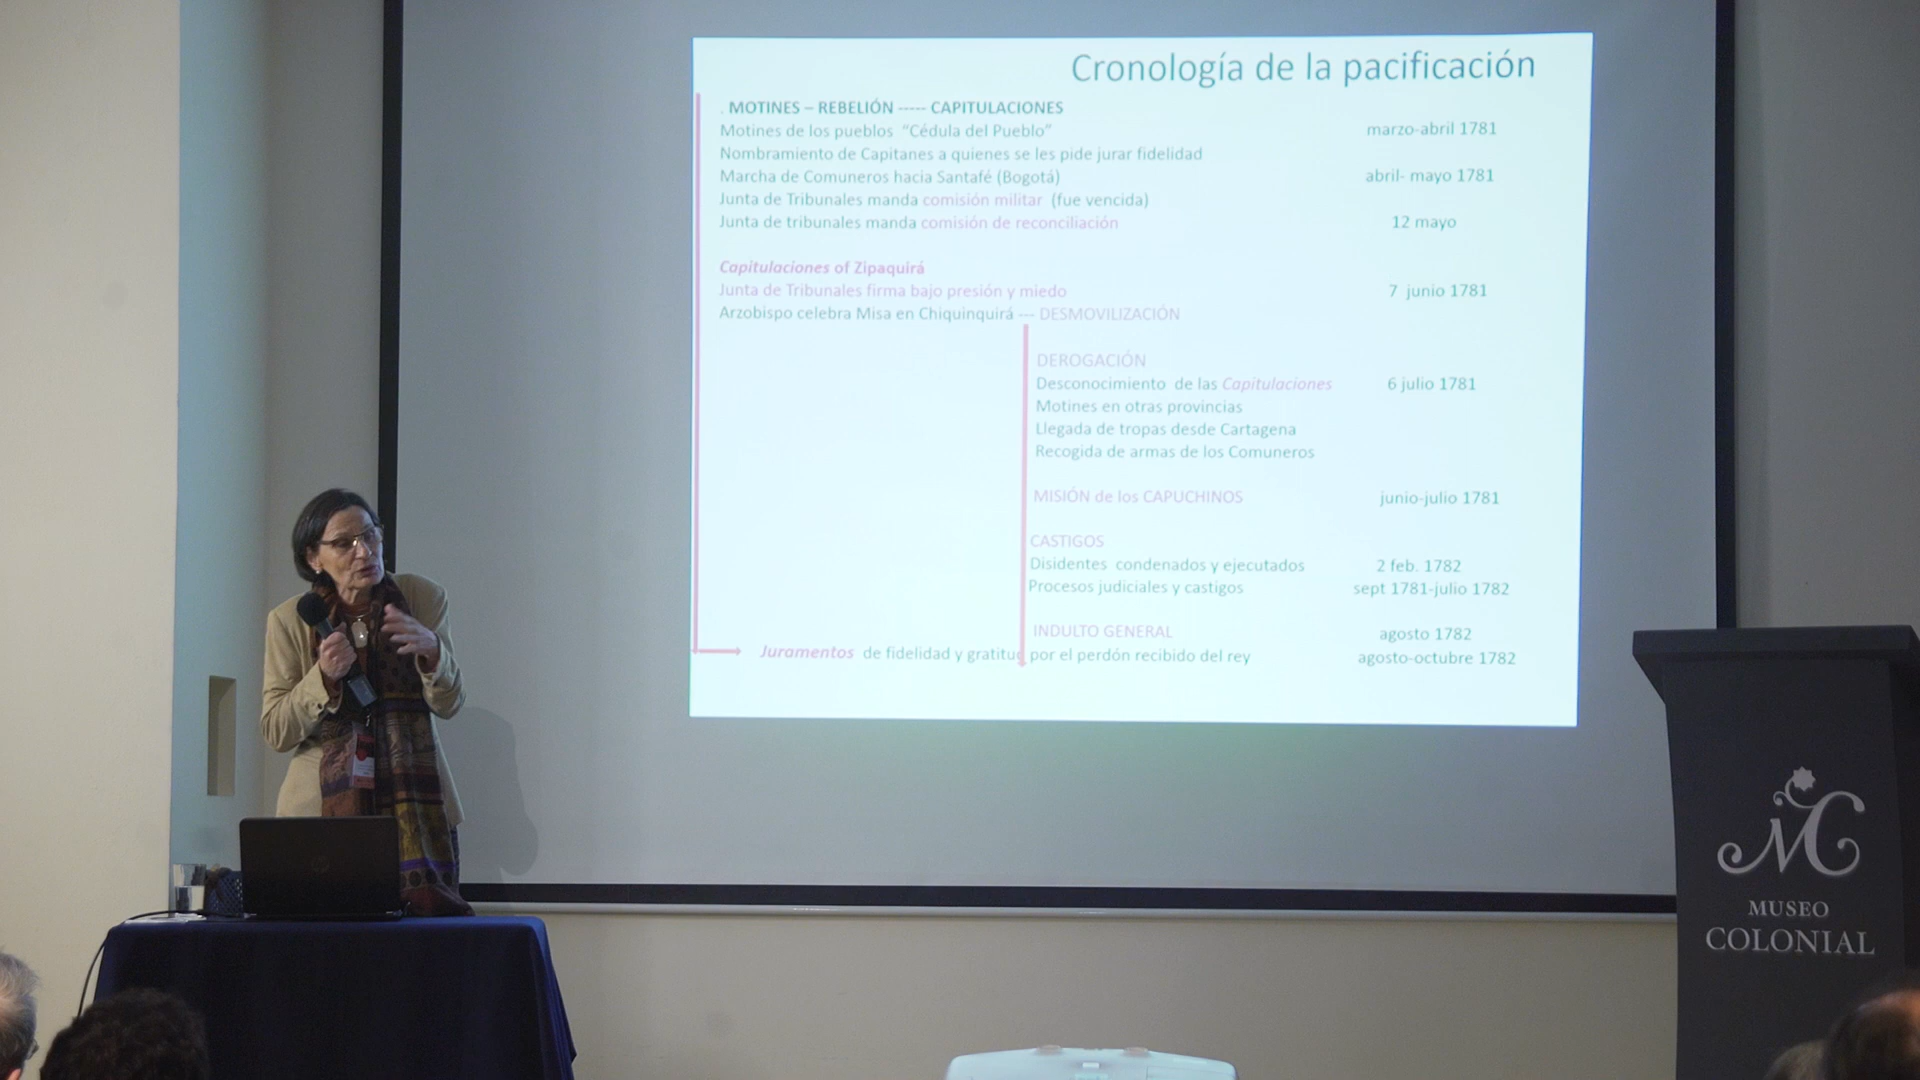 Cronología de la pacificación
. MOTINES – REBELIÓN ----- CAPITULACIONES
Motines de los pueblos “Cédula del Pueblo” marzo-abril 1781
Nombramiento de Capitanes a quienes se les pide jurar fidelidad
Marcha de Comuneros hacia Santafé (Bogotá) abril- mayo 1781
Junta de Tribunales manda comisión militar (fue vencida)
Junta de tribunales manda comisión de reconciliación 12 mayo
Capitulaciones of Zipaquirá
Junta de Tribunales firma bajo presión y miedo 7 junio 1781
Arzobispo celebra Misa en Chiquinquirá --- DESMOVILIZACIÓN
DEROGACIÓN
Desconocimiento de las Capitulaciones 6 julio 1781
Motines en otras provincias
Llegada de tropas desde Cartagena
Recogida de armas de los Comuneros
MISIÓN de los CAPUCHINOS junio-julio 1781
CASTIGOS
Disidentes condenados y ejecutados 2 feb. 1782
Procesos judiciales y castigos sept 1781-julio 1782
INDULTO GENERAL agosto 1782
Juramentos de fidelidad y gratitud por el perdón recibido del rey agosto-octubre 1782
MC
MUSEO
COLONIAL